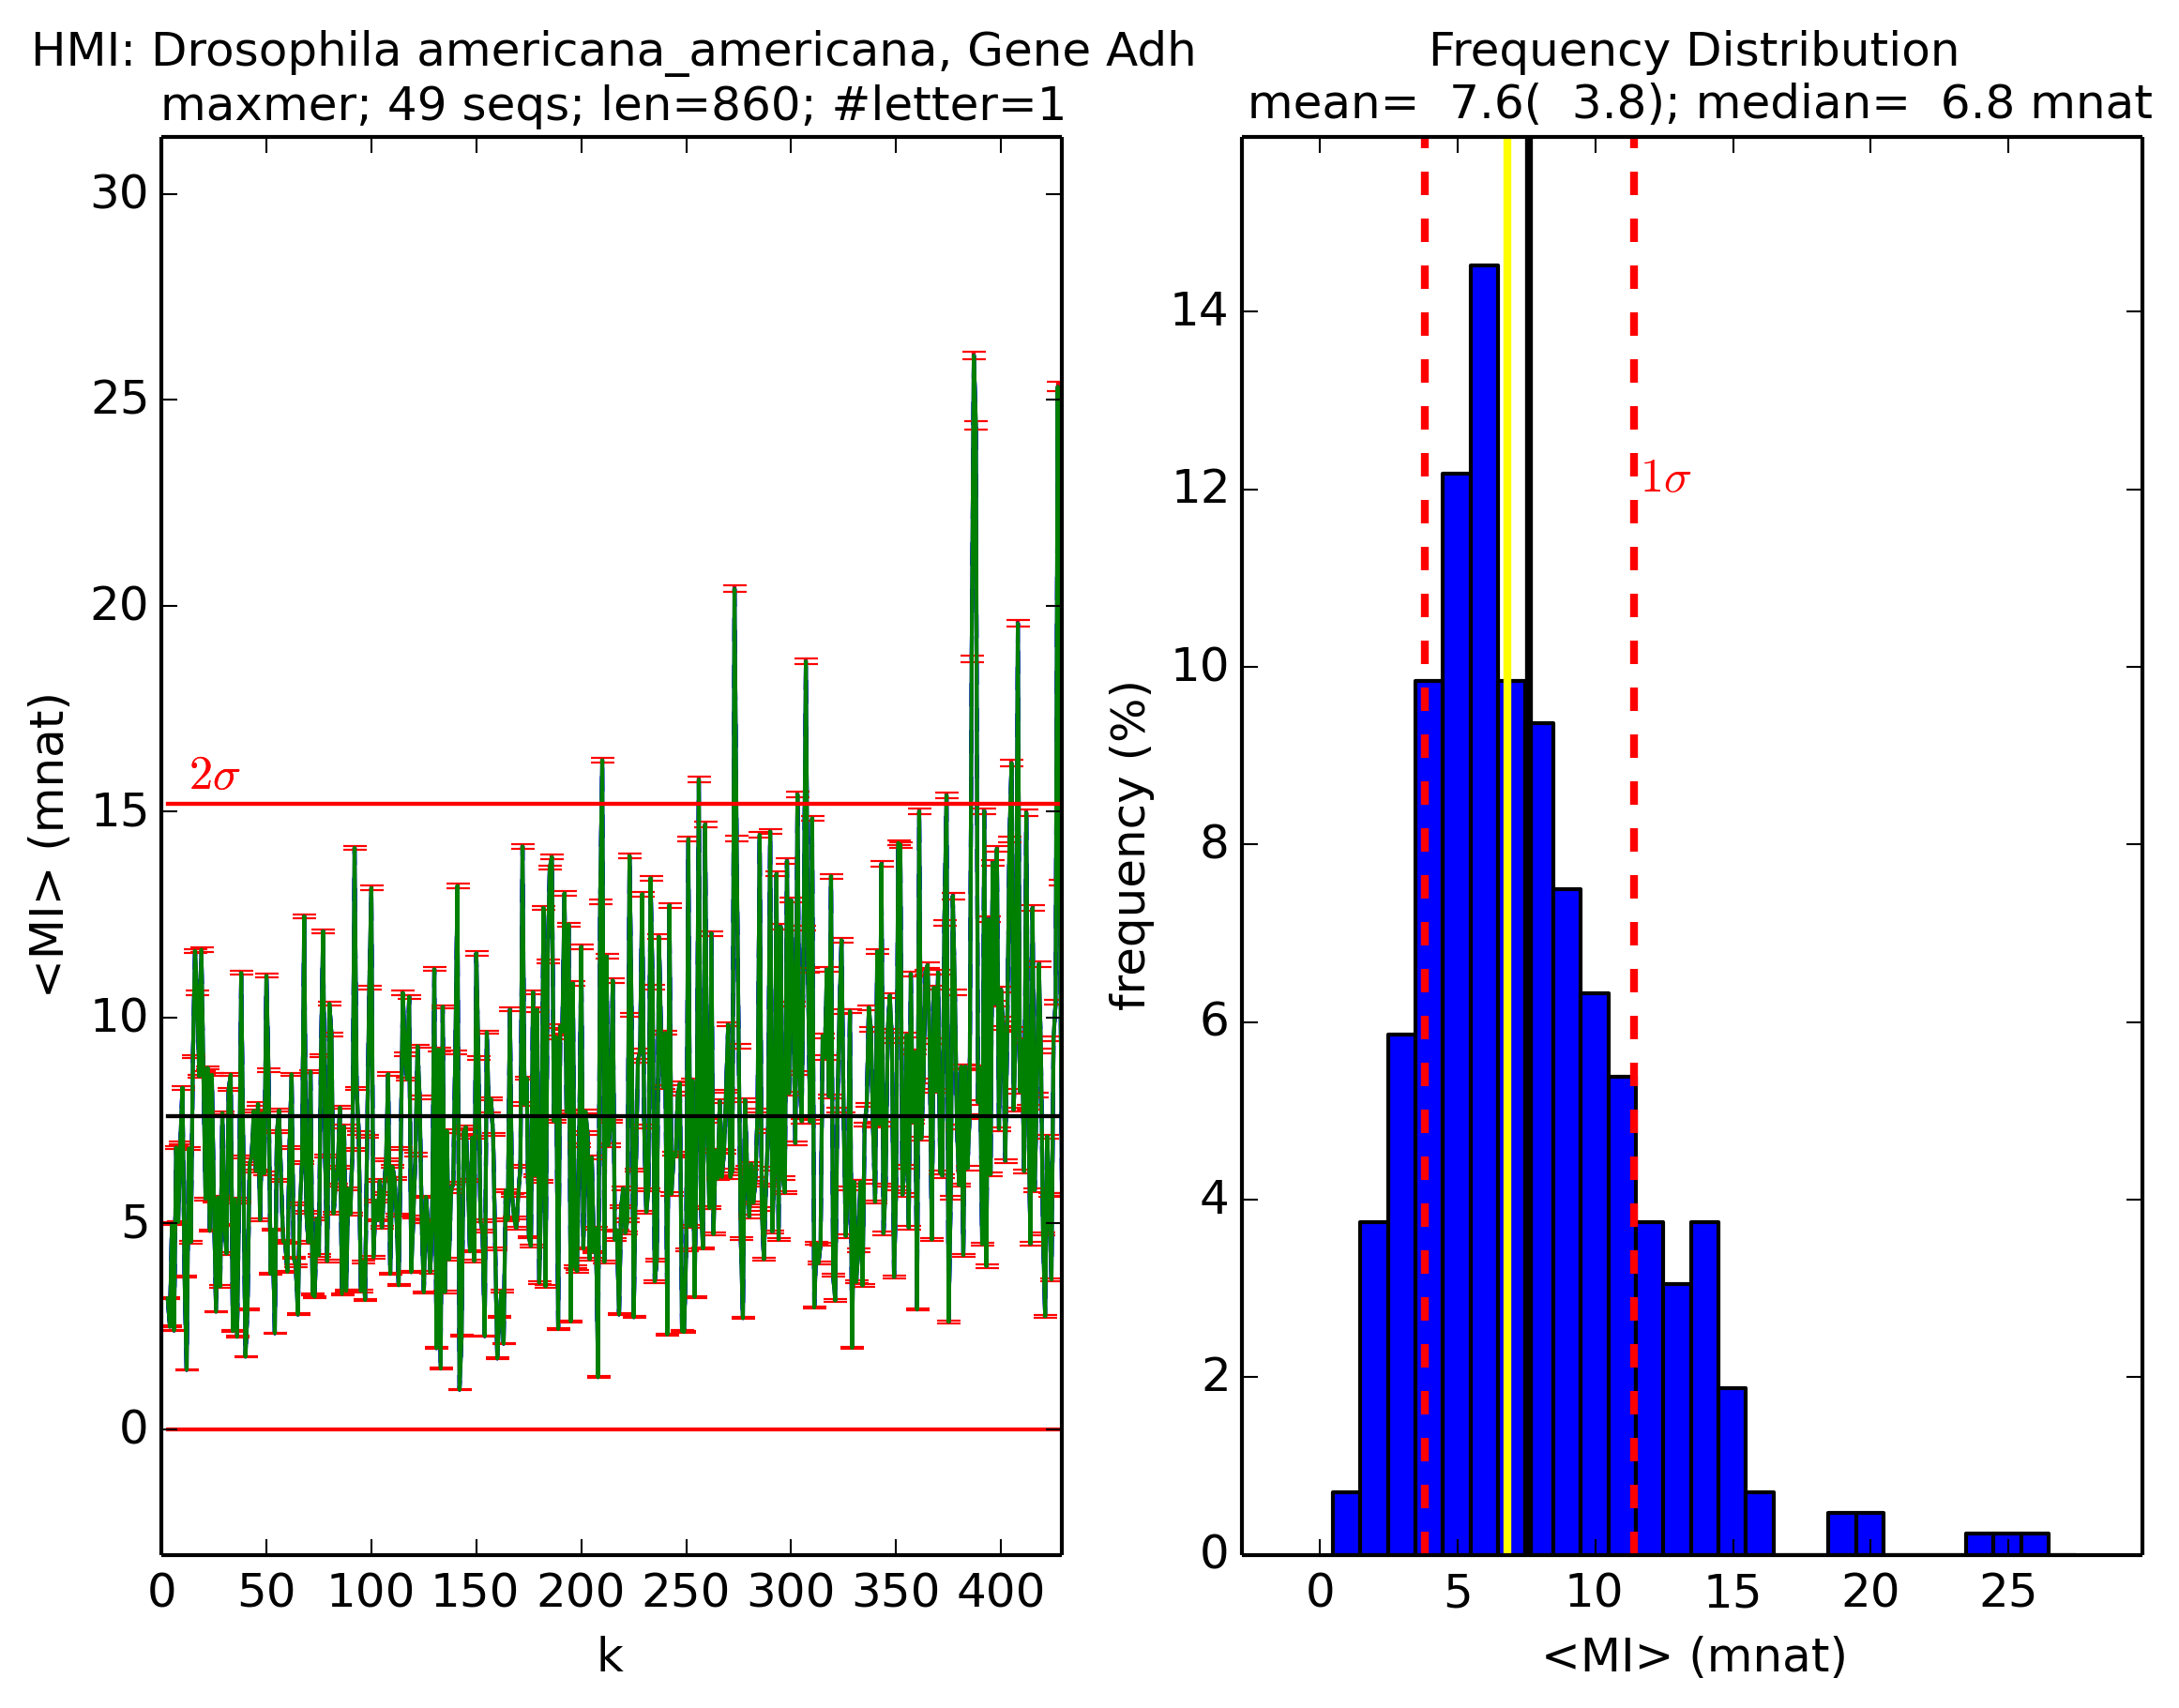 HMI: Drosophila americana_americana, Gene Adh
maxmer; 49 seqs; len=860; #letter=1
30
25
20
15
10
5
0
2σ
<MI> (mnat)
0 50 100 150 200 250 300 350 400
k
Frequency Distribution
mean=  7.6(  3.8); median=  6.8 mnat
14
12
10
8
6
4
2
0
1σ
frequency (%)
0 5 10 15 20 25
<MI> (mnat)